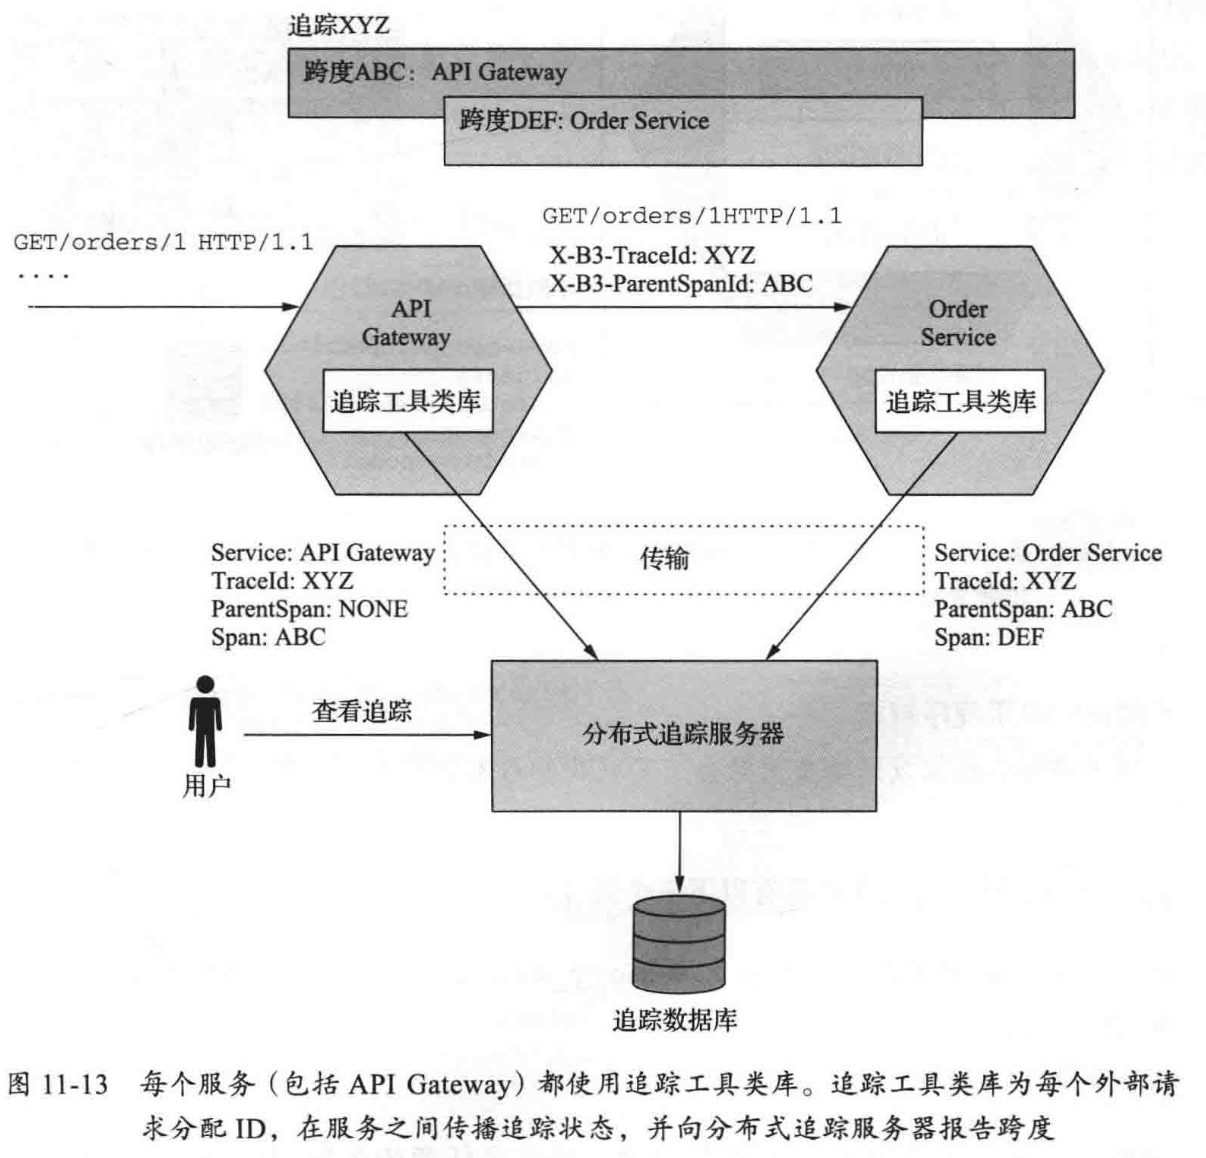 追踪XYZ
跨度ABC：API Gateway
跨度DEF: Order Service
GET/orders/1HTTP/1.1
GET/orders/1 HTTP/1.1
....
X-B3-TraceId: XYZ
X-B3-ParentSpanId: ABC
API
Gateway
追踪工具类库
Order
Service
追踪工具类库
Service: API Gateway
TraceId: XYZ
ParentSpan: NONE
Span: ABC
传输
Service: Order Service
TraceId: XYZ
ParentSpan: ABC
Span: DEF
查看追踪
用户
分布式追踪服务器
追踪数据库
图 11-13 每个服务（包括 API Gateway）都使用追踪工具类库。追踪工具类库为每个外部请
求分配 ID，在服务之间传播追踪状态，并向分布式追踪服务器报告跨度